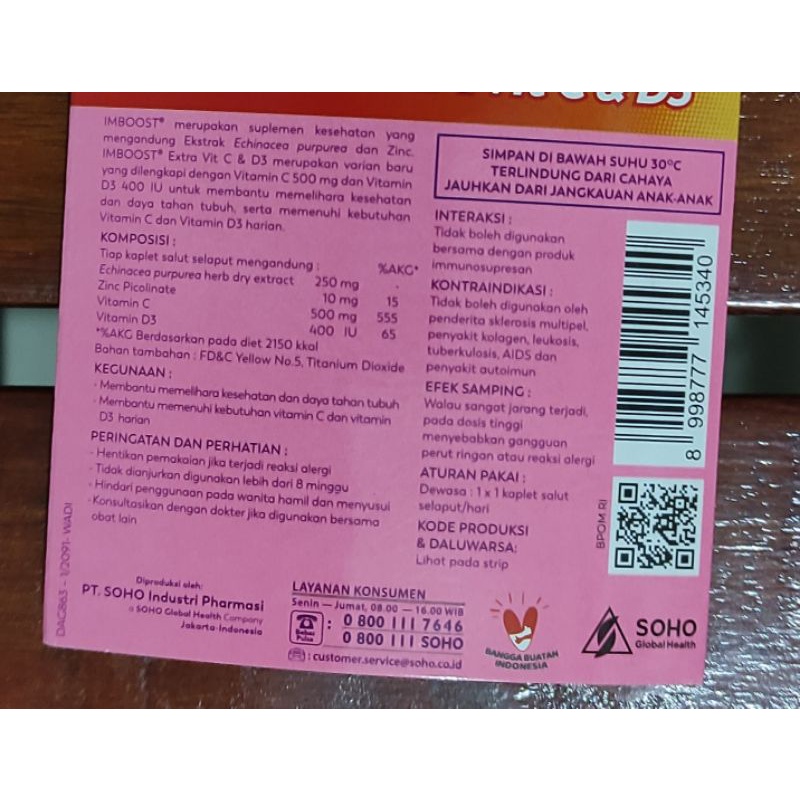 Vit C & D3
IMBOOST® merupakan suplemen kesehatan yang
mengandung Ekstrak Echinacea purpurea dan Zinc.
IMBOOST® Extra Vit C & D3 merupakan varian baru
yang dilengkapi dengan Vitamin C 500 mg dan Vitamin
D3 400 IU untuk membantu memelihara kesehatan
dan daya tahan tubuh, serta memenuhi kebutuhan
Vitamin C dan Vitamin D3 harian.
KOMPOSISI :
Tiap kaplet salut selaput mengandung : %AKG*
Echinacea purpurea herb dry extract 250 mg -
Zinc Picolinate 10 mg 15
Vitamin C 500 mg 555
Vitamin D3 400 IU 65
*%AKG Berdasarkan pada diet 2150 kkal
Bahan tambahan : FD&C Yellow No.5, Titanium Dioxide
KEGUNAAN :
- Membantu memelihara kesehatan dan daya tahan tubuh
- Membantu memenuhi kebutuhan vitamin C dan vitamin
D3 harian
PERINGATAN DAN PERHATIAN :
- Hentikan pemakaian jika terjadi reaksi alergi
- Tidak dianjurkan digunakan lebih dari 8 minggu
- Hindari penggunaan pada wanita hamil dan menyusui
- Konsultasikan dengan dokter jika digunakan bersama
obat lain
DAG863 - 1/2091- WADI
Diproduksi oleh:
PT. SOHO Industri Pharmasi
a SOHO Global Health Company
Jakarta-Indonesia
SIMPAN DI BAWAH SUHU 30°C
TERLINDUNG DARI CAHAYA
JAUHKAN DARI JANGKAUAN ANAK-ANAK
INTERAKSI :
Tidak boleh digunakan
bersama dengan produk
immunosupresan
KONTRAINDIKASI :
Tidak boleh digunakan oleh
penderita sklerosis multipel,
penyakit kolagen, leukosis,
tuberkulosis, AIDS dan
penyakit autoimun
EFEK SAMPING :
Walau sangat jarang terjadi,
pada dosis tinggi
menyebabkan gangguan
perut ringan atau reaksi alergi
ATURAN PAKAI :
Dewasa : 1 x 1 kaplet salut
selaput/hari
KODE PRODUKSI
& DALUWARSA:
Lihat pada strip
8 998777 145340
BPOM RI
LAYANAN KONSUMEN
Senin – Jumat, 08.00 – 16.00 WIB
Bebas Pulsa : 0 800 111 7646
0 800 111 SOHO
: customer.service@soho.co.id
BANGGA BUATAN
INDONESIA
SOHO
Global Health